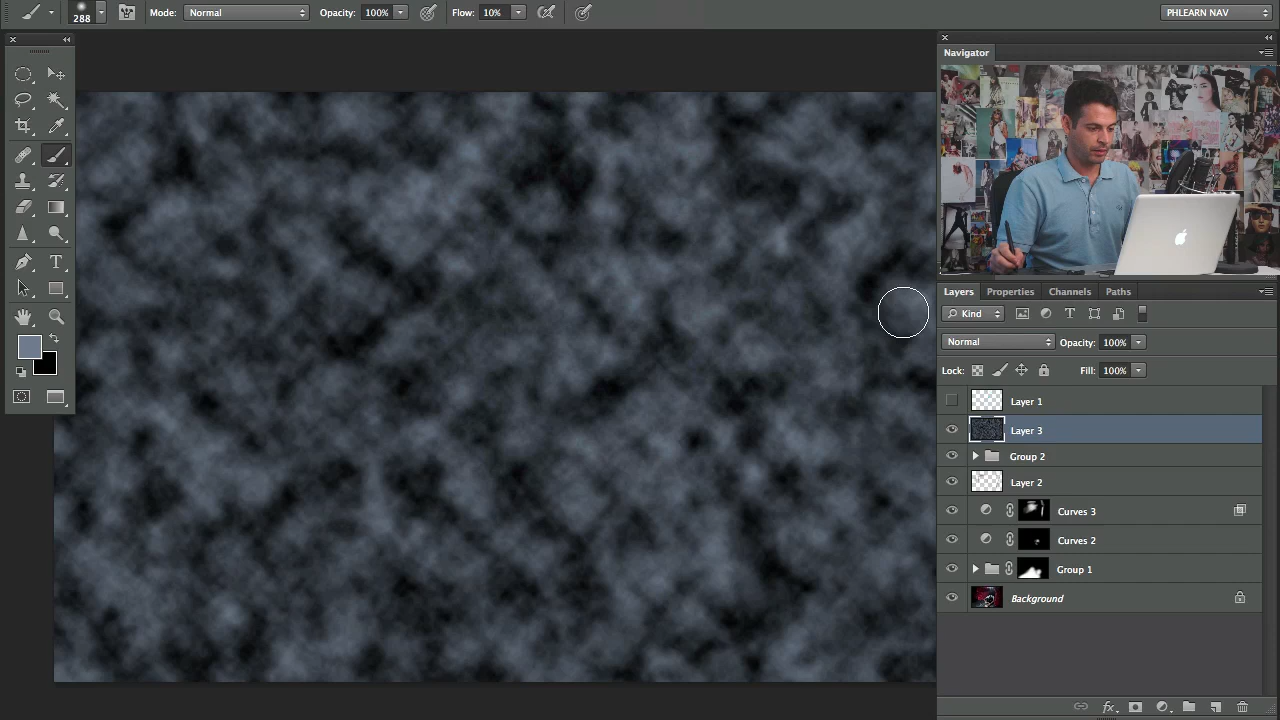 288
Mode: Normal Opacity: 100% Flow: 10% PHLEARN NAV
Navigator
Layers Properties Channels Paths
Kind
Normal Opacity: 100%
Lock: Fill: 100%
Layer 1
Layer 3
Group 2
Layer 2
Curves 3
Curves 2
Group 1
Background